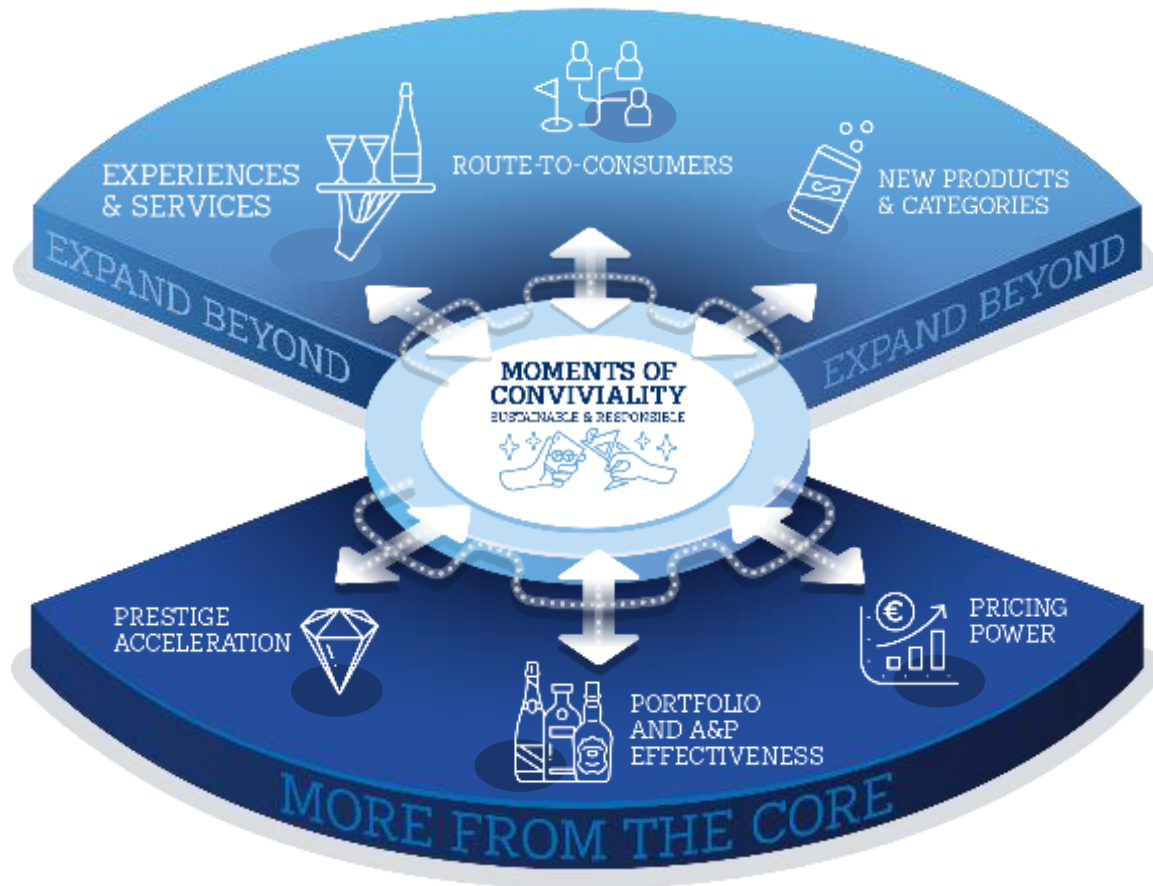 EXPERIENCES
& SERVICES
ROUTE-TO-CONSUMERS
NEW PRODUCTS
& CATEGORIES
EXPAND BEYOND
EXPAND BEYOND
MOMENTS OF
CONVIVIALITY
SUSTAINABLE & RESPONSIBLE
PRESTIGE
ACCELERATION
PORTFOLIO
AND A&P
EFFECTIVENESS
€
PRICING
POWER
MORE FROM THE CORE